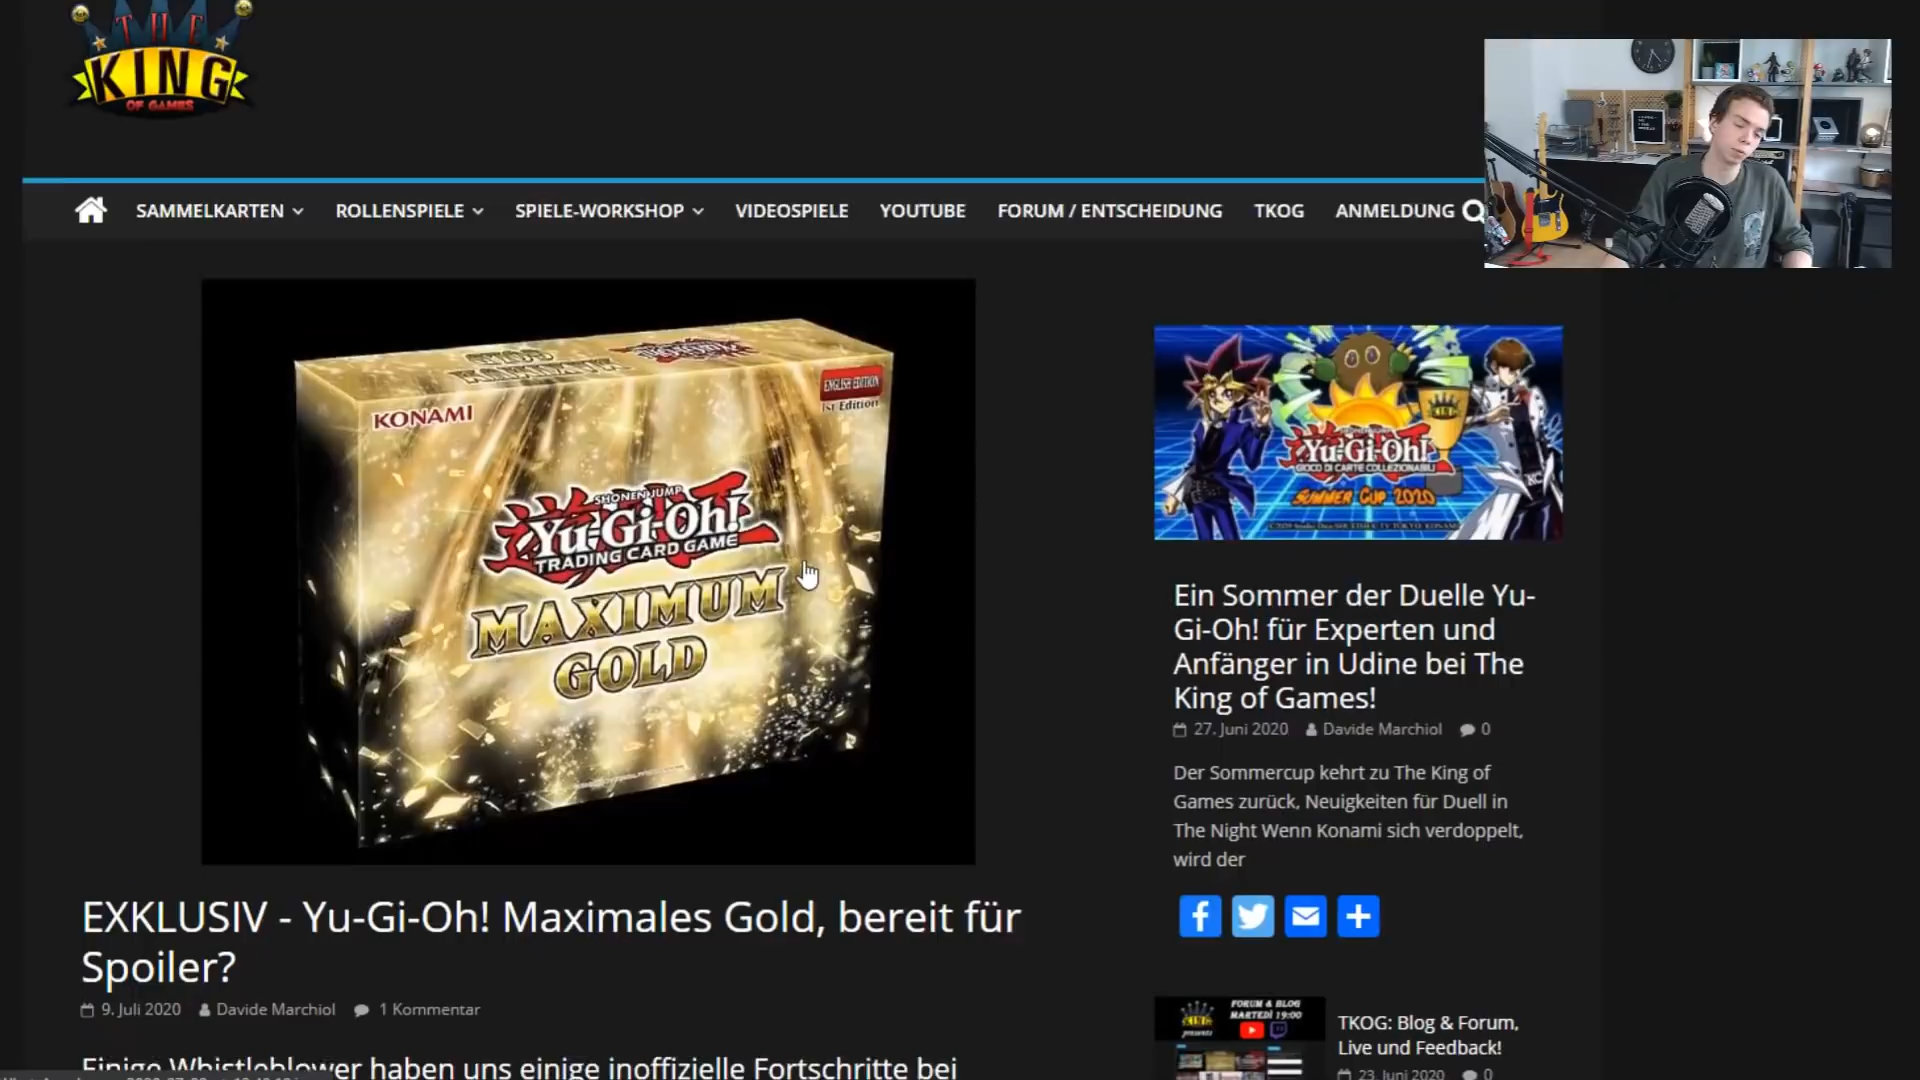 THE
KING
OF GAMES
SAMMELKARTEN
ROLLENSPIELE
SPIELE-WORKSHOP
VIDEOSPIELE
YOUTUBE
FORUM / ENTSCHEIDUNG
TKOG
ANMELDUNG
KONAMI
ENGLISH EDITION
1st Edition
SHONEN JUMP
Yu-Gi-Oh!
TRADING CARD GAME
MAXIMUM
GOLD
EXKLUSIV - Yu-Gi-Oh! Maximales Gold, bereit für
Spoiler?
9. Juli 2020 Davide Marchiol 1 Kommentar
Einige Whistleblower haben uns einige inoffizielle Fortschritte bei
Yu-Gi-Oh!
GIOCO DI CARTE COLLEZIONABILI
SUMMER CUP 2020
Ein Sommer der Duelle Yu-
Gi-Oh! für Experten und
Anfänger in Udine bei The
King of Games!
27. Juni 2020 Davide Marchiol 0
Der Sommercup kehrt zu The King of
Games zurück, Neuigkeiten für Duell in
The Night Wenn Konami sich verdoppelt,
wird der
FORUM & BLOG
MARTEDÌ 19:00
KING
presents
TKOG: Blog & Forum,
Live und Feedback!
23. Juni 2020 0